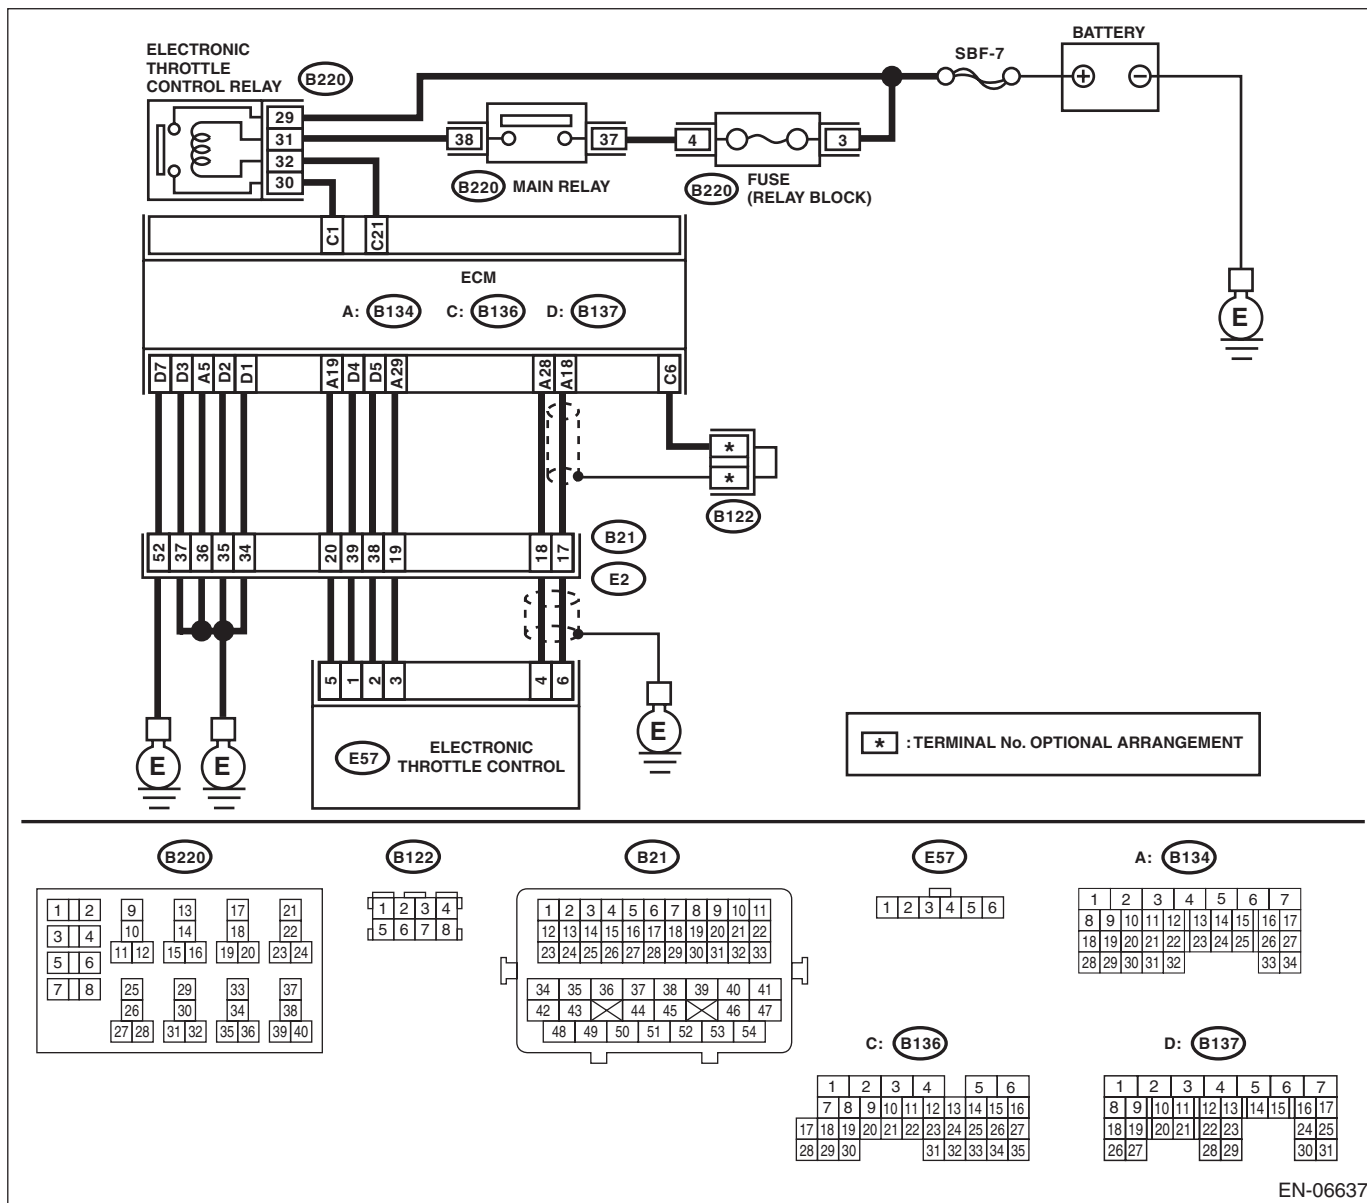 ELECTRONIC
THROTTLE
CONTROL RELAY
B220
29
31
32
30
38
37
B220 MAIN RELAY
4
3
B220 FUSE
(RELAY BLOCK)
SBF-7
BATTERY
+ −
E
C1 C21
ECM
A: B134 C: B136 D: B137
D7 D3 A5 D2 D1 A19 D4 D5 A29 A28 A18 C6
*
*
B122
52 37 36 35 34 20 39 38 19 18 17
B21
E2
5 1 2 3 4 6
E57 ELECTRONIC
THROTTLE CONTROL
E E E
* : TERMINAL No. OPTIONAL ARRANGEMENT
B220
1 2 9 13 17 21
3 4 10 14 18 22
11 12 15 16 19 20 23 24
5 6
7 8 25 29 33 37
26 30 34 38
27 28 31 32 35 36 39 40
B122
1 2 3 4
5 6 7 8
B21
1 2 3 4 5 6 7 8 9 10 11
12 13 14 15 16 17 18 19 20 21 22
23 24 25 26 27 28 29 30 31 32 33
34 35 36 37 38 39 40 41
42 43 44 45 46 47
48 49 50 51 52 53 54
E57
1 2 3 4 5 6
A: B134
1 2 3 4 5 6 7
8 9 10 11 12 13 14 15 16 17
18 19 20 21 22 23 24 25 26 27
28 29 30 31 32 33 34
C: B136
1 2 3 4 5 6
7 8 9 10 11 12 13 14 15 16
17 18 19 20 21 22 23 24 25 26 27
28 29 30 31 32 33 34 35
D: B137
1 2 3 4 5 6 7
8 9 10 11 12 13 14 15 16 17
18 19 20 21 22 23 24 25
26 27 28 29 30 31
EN-06637